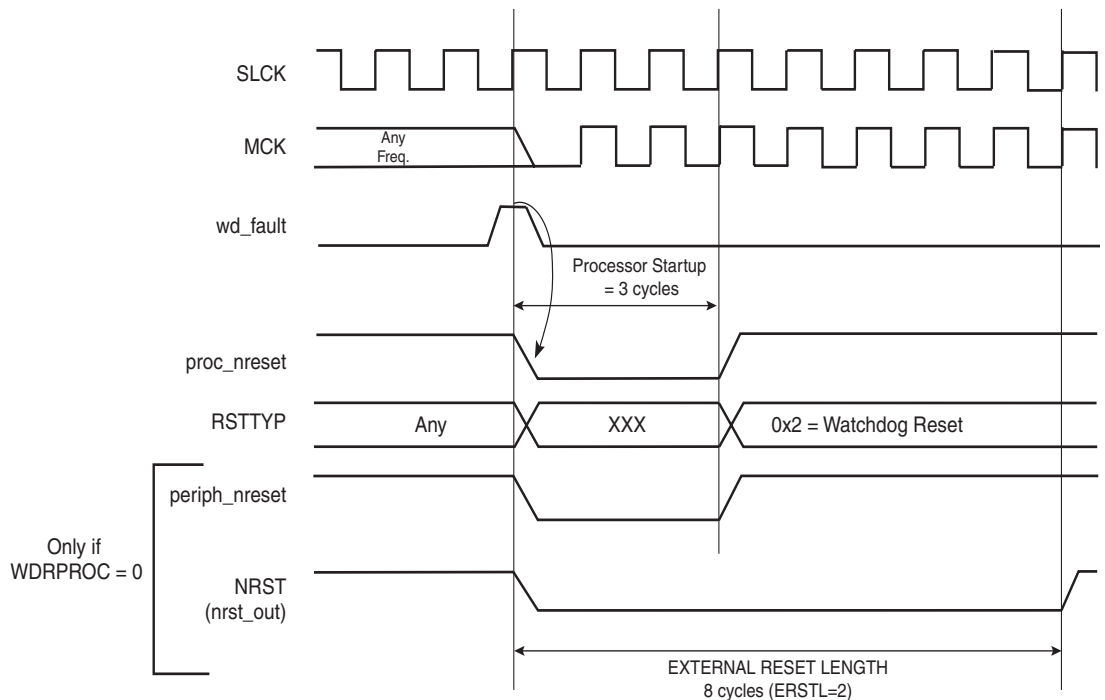 SLCK
MCK
Any
Freq.
wd_fault
Processor Startup
= 3 cycles
proc_nreset
RSTTYP
Any
XXX
0x2 = Watchdog Reset
periph_nreset
Only if
WDRPROC = 0
NRST
(nrst_out)
EXTERNAL RESET LENGTH
8 cycles (ERSTL=2)